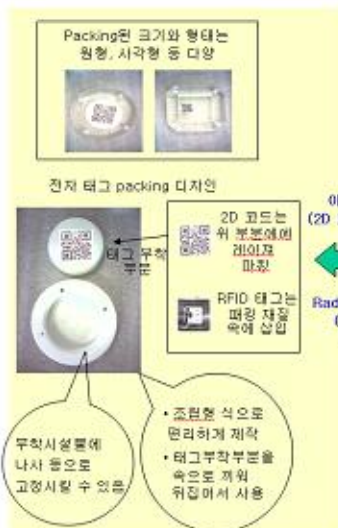 Packing된 크기와 형태는
원형, 사각형 등 다양
전자 태그 packing 디자인
태그 부착
부분
2D 코드는
위 부분에에
레이져
마킹
RFID 태그는
패킹 재질
속에 삽입
부착시설물에
나사 등으로
고정시킬 수 있음
• 조립형 식으로
편리하게 제작
• 태그부착부분을
속으로 끼워
뒤집어서 사용
(2D
Rad